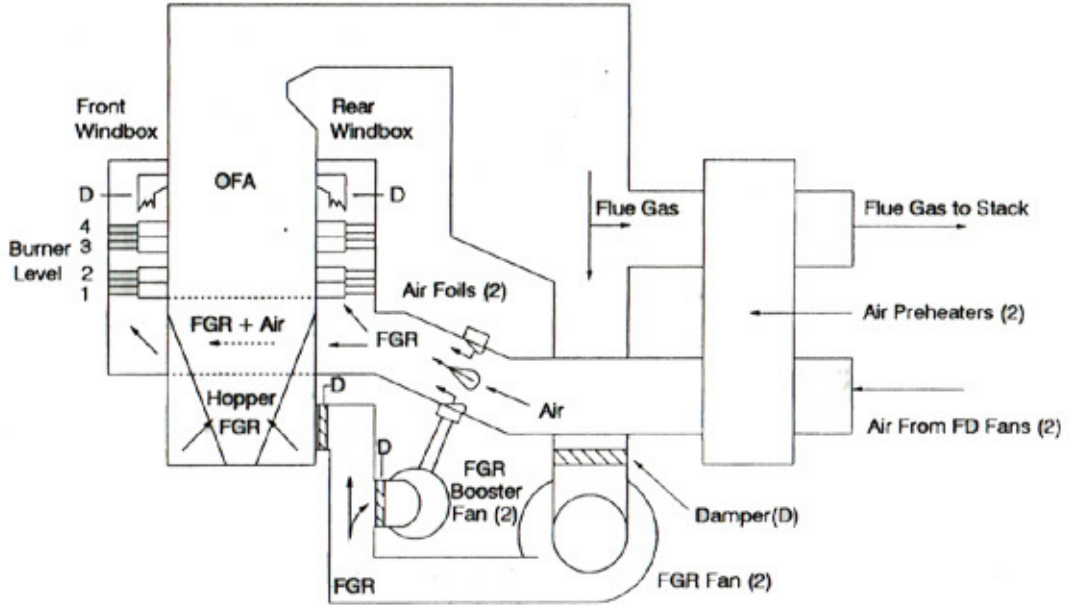 Front
Windbox
Rear
Windbox
OFA
D
D
4
3
Burner
Level
2
1
Flue Gas
Flue Gas to Stack
Air Foils (2)
FGR + Air
FGR
Air Preheaters (2)
D
Hopper
FGR
Air
Air From FD Fans (2)
D
FGR
Booster
Fan (2)
Damper(D)
FGR
FGR Fan (2)